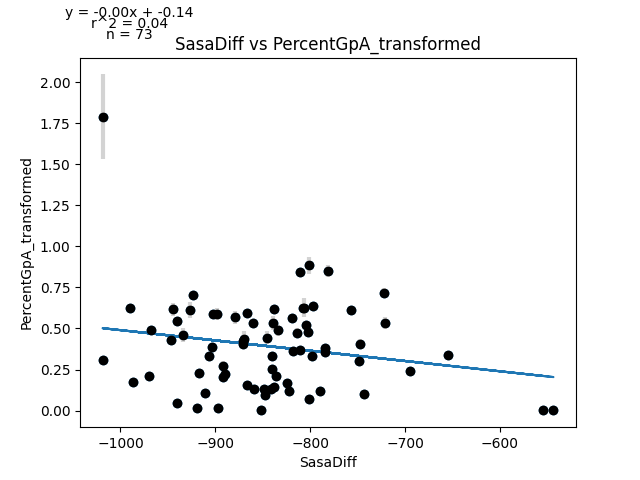 y = -0.00x + -0.14
r^2 = 0.04
n = 73
SasaDiff vs PercentGpA_transformed
PercentGpA_transformed
2.00
1.75
1.50
1.25
1.00
0.75
0.50
0.25
0.00
−1000 −900 −800 −700 −600
SasaDiff